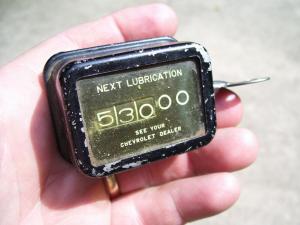 NEXT LUBRICATION
53000
SEE YOUR
CHEVROLET DEALER